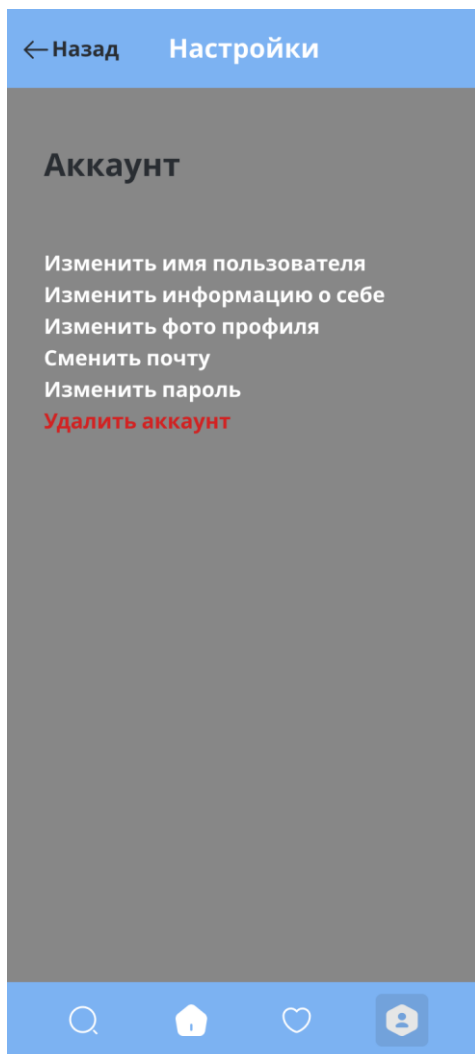 Назад Настройки
Аккаунт
Изменить имя пользователя
Изменить информацию о себе
Изменить фото профиля
Сменить почту
Изменить пароль
Удалить аккаунт